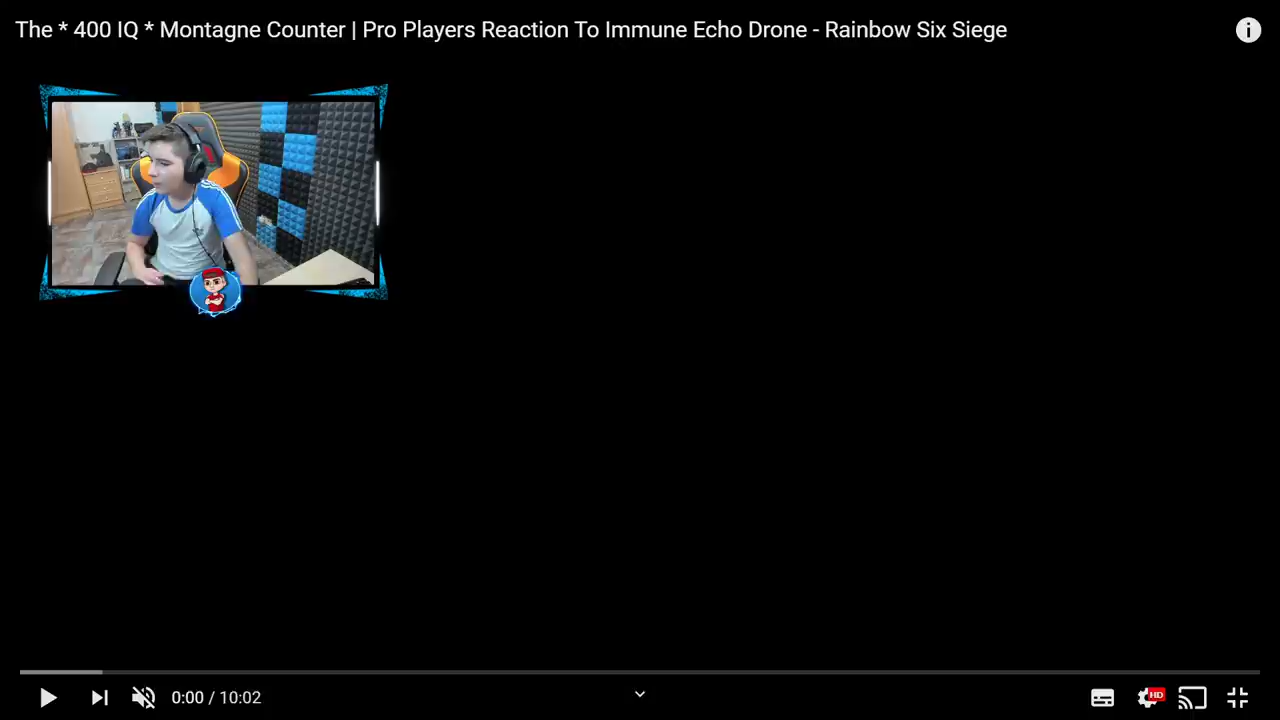 The * 400 IQ * Montagne Counter | Pro Players Reaction To Immune Echo Drone - Rainbow Six Siege
0:00 / 10:02
HD